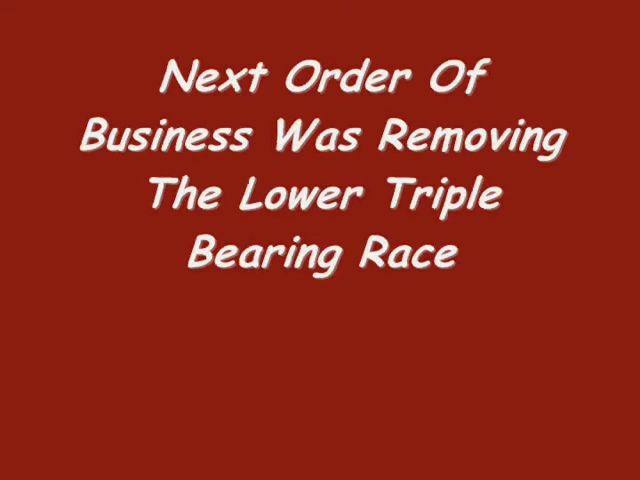 Next Order Of
Business Was Removing
The Lower Triple
Bearing Race